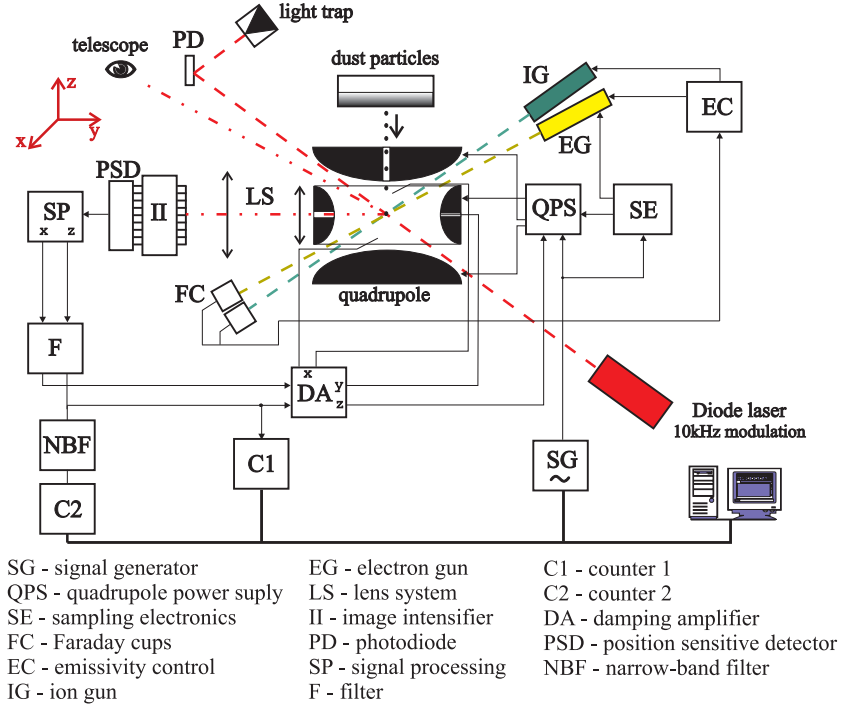 light trap
PD
telescope
dust particles
IG
EC
z
y
x
EG
PSD
SP
x z
II
LS
QPS
SE
FC
quadrupole
F
x
DA
y
z
Diode laser
10kHz modulation
NBF
C1
SG
~
C2
SG - signal generator
QPS - quadrupole power suply
SE - sampling electronics
FC - Faraday cups
EC - emissivity control
IG - ion gun
EG - electron gun
LS - lens system
II - image intensifier
PD - photodiode
SP - signal processing
F - filter
C1 - counter 1
C2 - counter 2
DA - damping amplifier
PSD - position sensitive detector
NBF - narrow-band filter